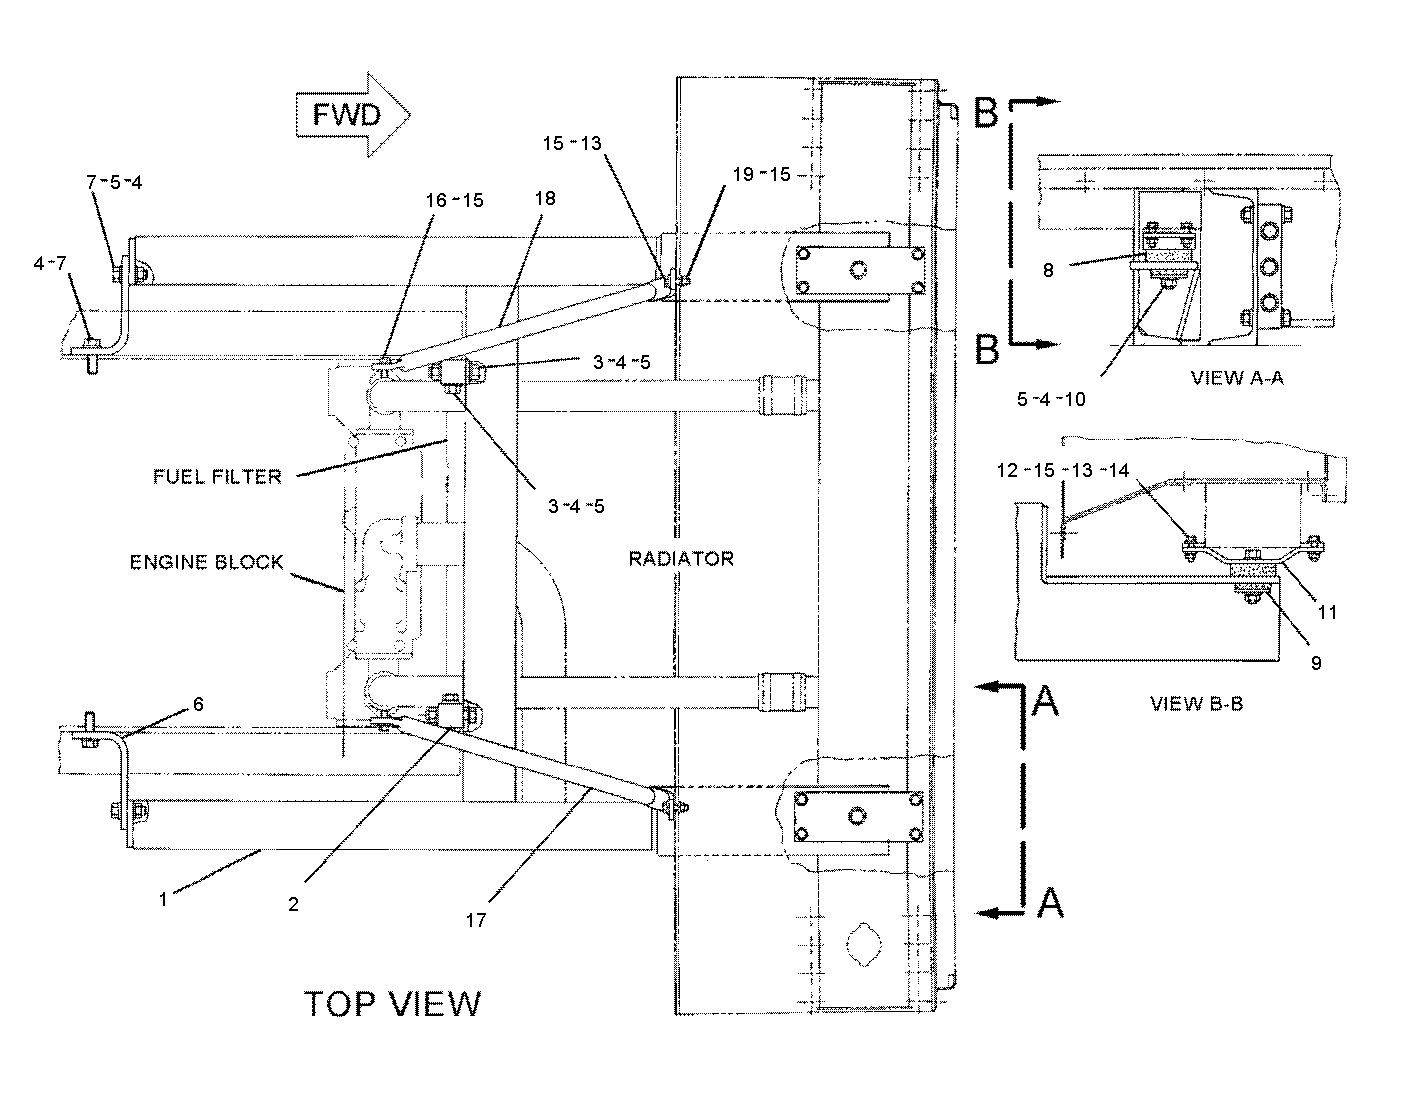 FWD
B
15-13
19-15
7-5-4
16-15
18
4-7
8
B
3-4-5
VIEW A-A
5-4-10
12-15-13-14
FUEL FILTER
3-4-5
RADIATOR
ENGINE BLOCK
11
9
A
VIEW B-B
6
1
2
17
A
TOP VIEW